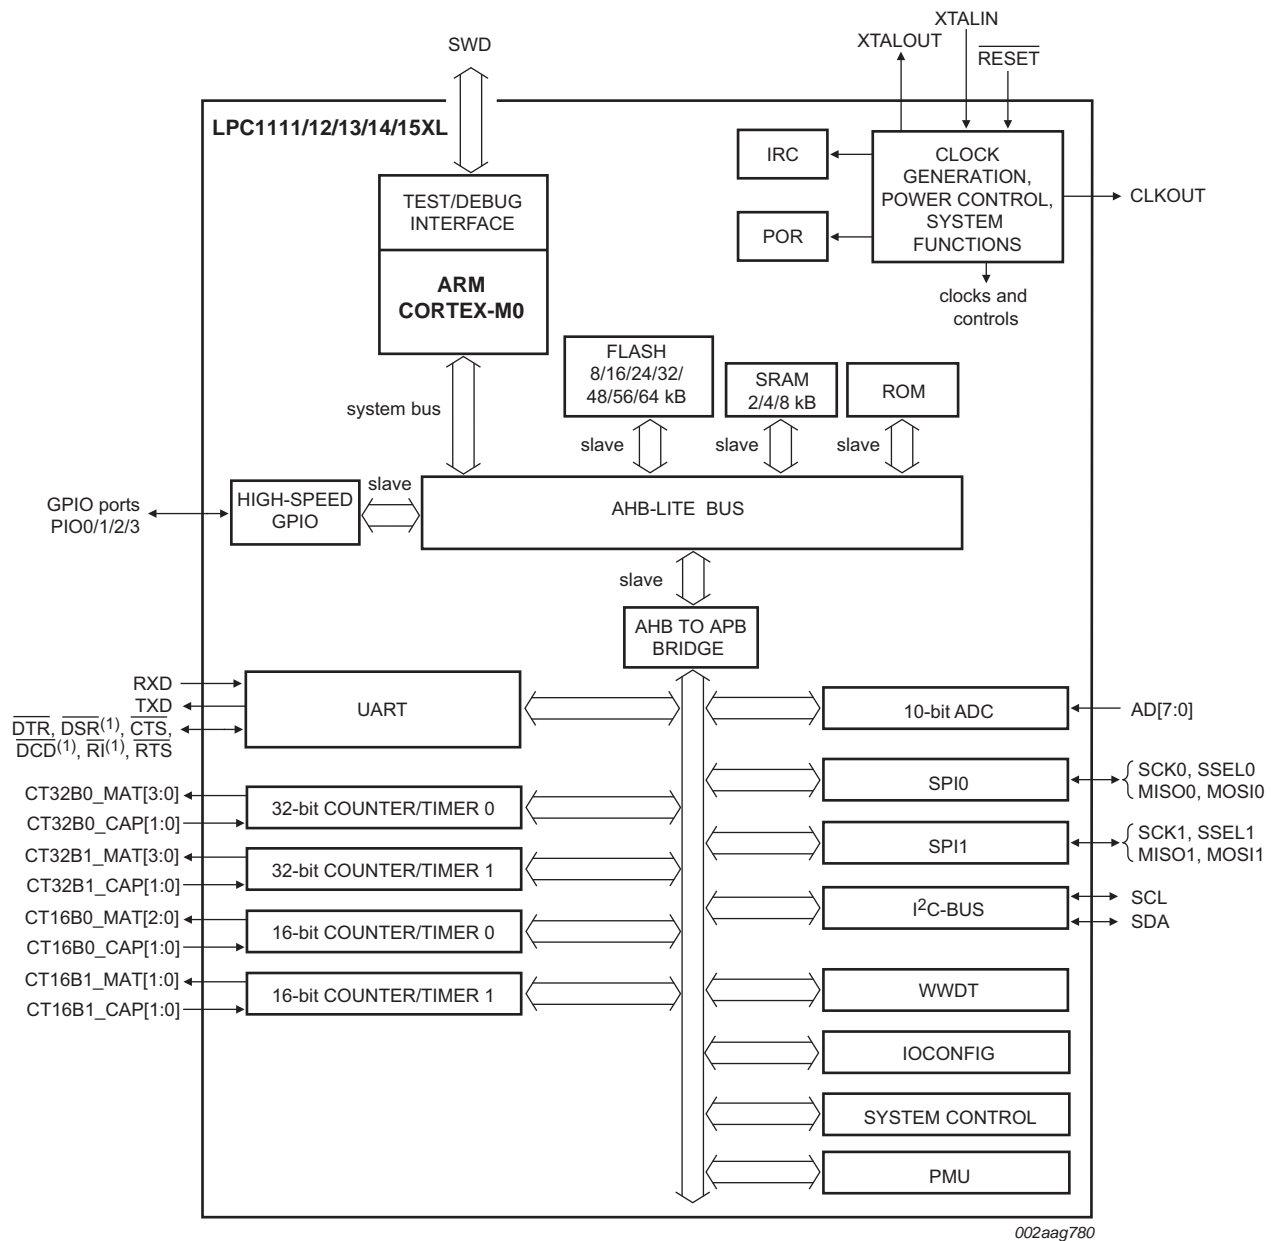 XTALIN
XTALOUT
RESET
SWD
LPC1111/12/13/14/15XL
IRC
POR
CLOCK
GENERATION,
POWER CONTROL,
SYSTEM
FUNCTIONS
CLKOUT
clocks and
controls
TEST/DEBUG
INTERFACE
ARM
CORTEX-M0
system bus
FLASH
8/16/24/32/
48/56/64 kB
SRAM
2/4/8 kB
ROM
slave
slave
slave
GPIO ports
PIO0/1/2/3
HIGH-SPEED
GPIO
slave
AHB-LITE BUS
slave
AHB TO APB
BRIDGE
RXD
TXD
DTR, DSR(1), CTS,
DCD(1), RI(1), RTS
UART
CT32B0_MAT[3:0]
CT32B0_CAP[1:0]
32-bit COUNTER/TIMER 0
CT32B1_MAT[3:0]
CT32B1_CAP[1:0]
32-bit COUNTER/TIMER 1
CT16B0_MAT[2:0]
CT16B0_CAP[1:0]
16-bit COUNTER/TIMER 0
CT16B1_MAT[1:0]
CT16B1_CAP[1:0]
16-bit COUNTER/TIMER 1
10-bit ADC
AD[7:0]
SPI0
SCK0, SSEL0
MISO0, MOSI0
SPI1
SCK1, SSEL1
MISO1, MOSI1
I2C-BUS
SCL
SDA
WWDT
IOCONFIG
SYSTEM CONTROL
PMU
002aag780